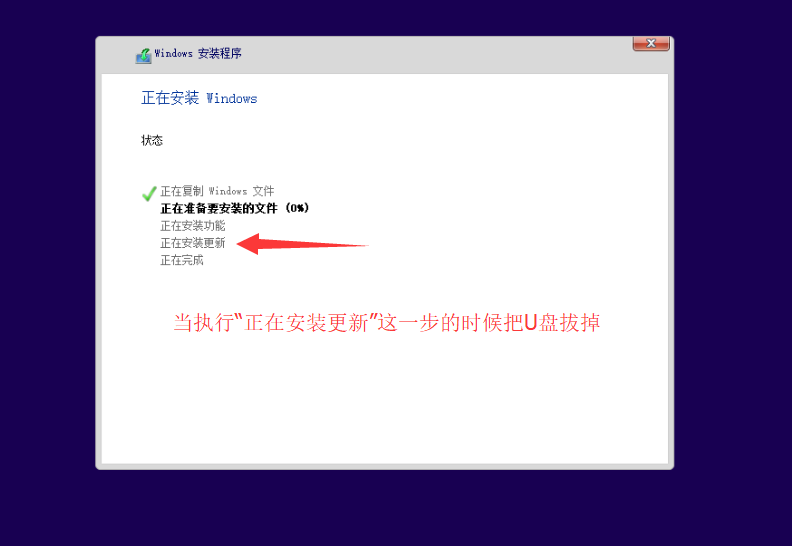 Windows 安装程序
正在安装 Windows
状态
正在复制 Windows 文件
正在准备要安装的文件 (0%)
正在安装功能
正在安装更新
正在完成
当执行“正在安装更新”这一步的时候把U盘拔掉